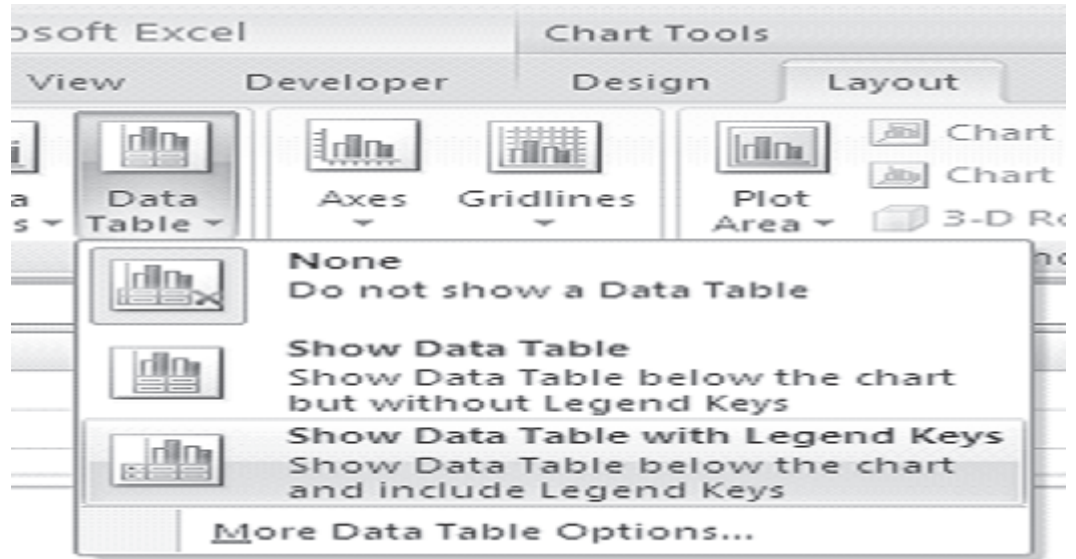 osoft Excel
Chart Tools
View
Developer
Design
Layout
Data
Table
Axes
Gridlines
Plot
Area
Chart
Chart
3-D
None
Do not show a Data Table
Show Data Table
Show Data Table below the chart
but without Legend Keys
Show Data Table with Legend Keys
Show Data Table below the chart
and include Legend Keys
More Data Table Options...